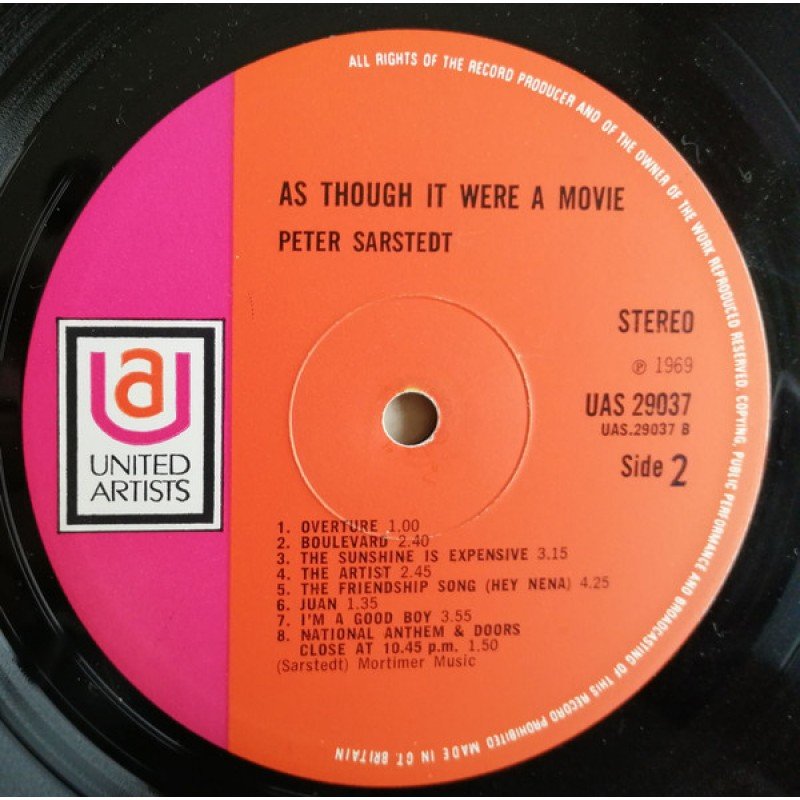 ALL RIGHTS OF THE RECORD PRODUCER AND OF THE OWNER OF THE WORK REPRODUCED RESERVED. COPYING, PUBLIC PERFORMANCE AND BROADCASTING OF THIS RECORD PROHIBITED MADE IN GT. BRITAIN
AS THOUGH IT WERE A MOVIE
PETER SARSTEDT
STEREO
℗ 1969
UAS 29037
UAS.29037 B
Side 2
ua
UNITED
ARTISTS
1. OVERTURE 1.00
2. BOULEVARD 2.40
3. THE SUNSHINE IS EXPENSIVE 3.15
4. THE ARTIST 2.45
5. THE FRIENDSHIP SONG (HEY NENA) 4.25
6. JUAN 1.35
7. I'M A GOOD BOY 3.55
8. NATIONAL ANTHEM & DOORS
CLOSE AT 10.45 p.m. 1.50
(Sarstedt) Mortimer Music